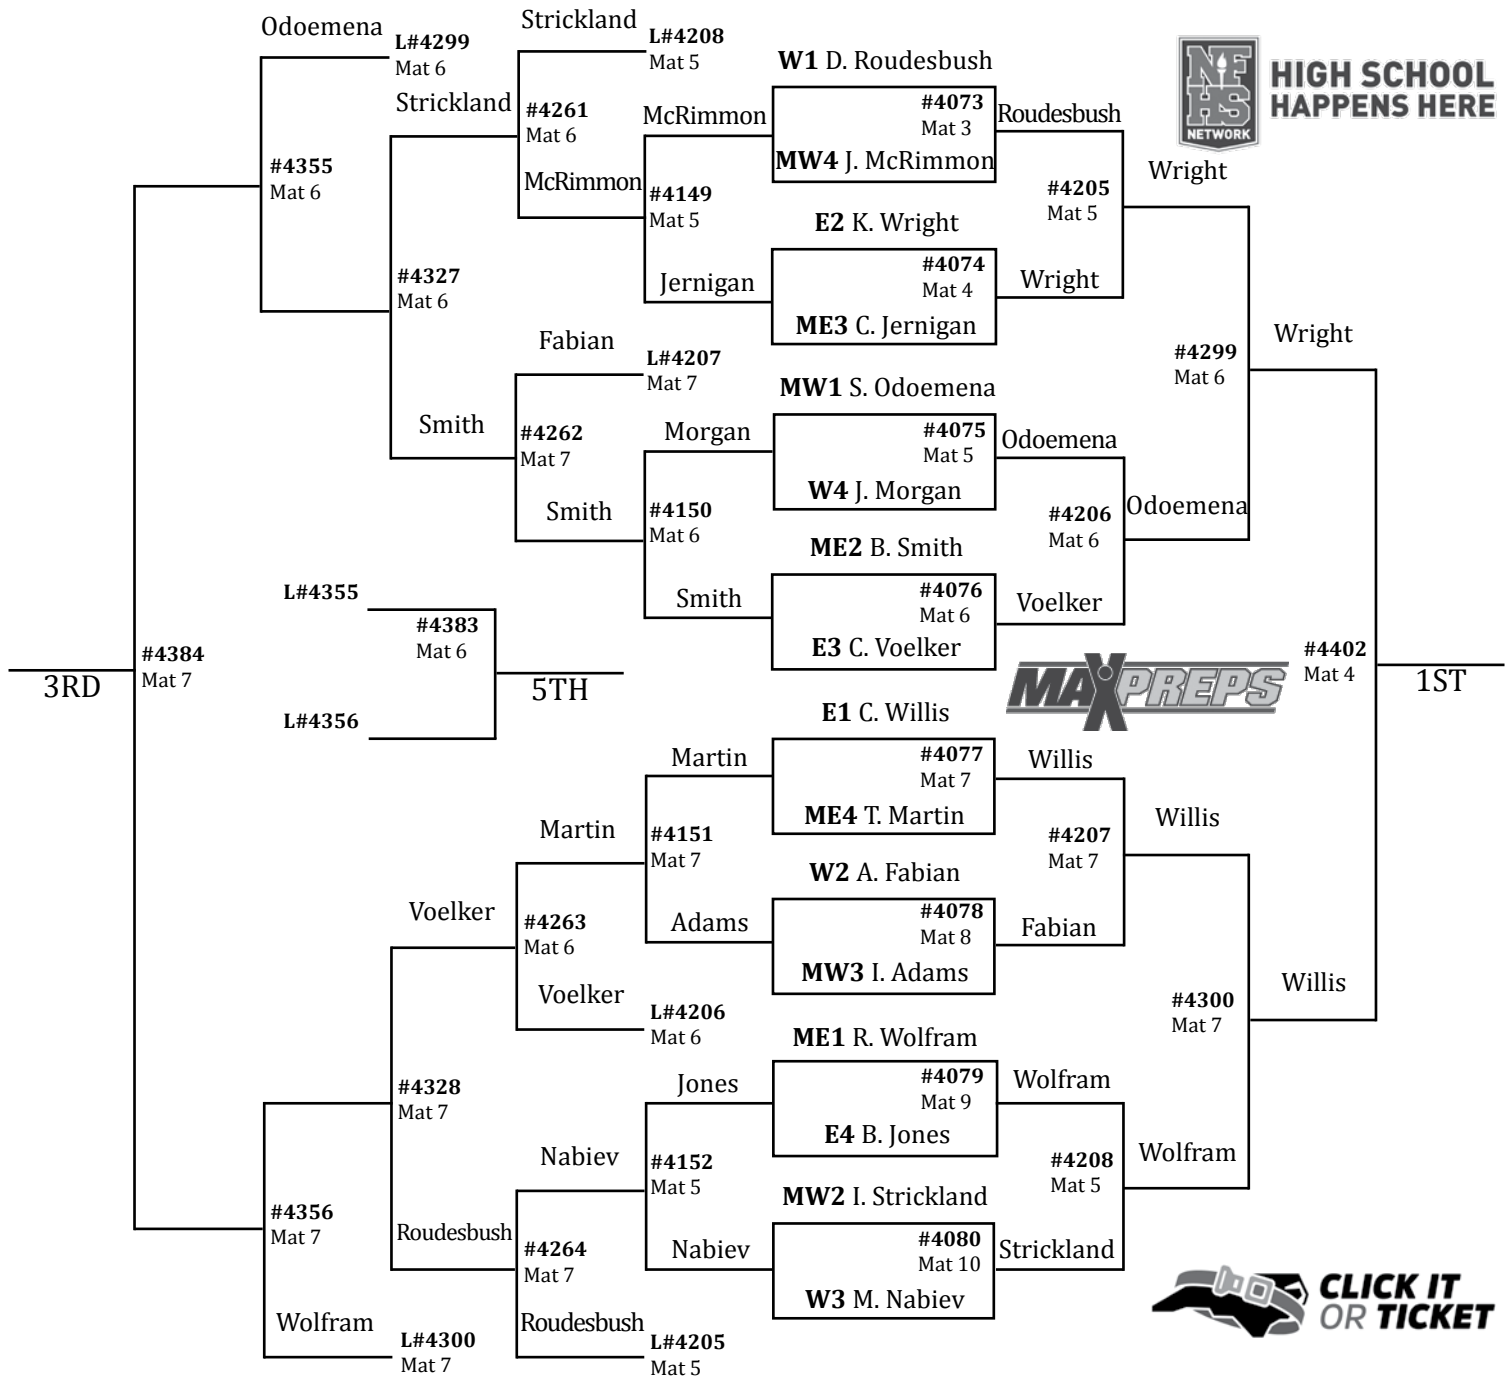 Odoemena
L#4299
Mat 6
Strickland
L#4208
Mat 5
W1 D. Roudesbush
#4073
Mat 3
MW4 J. McRimmon
Roudesbush
NFHS
NETWORK
HIGH SCHOOL
HAPPENS HERE
Strickland
#4261
Mat 6
McRimmon
McRimmon
#4149
Mat 5
#4355
Mat 6
#4205
Mat 5
Wright
E2 K. Wright
#4074
Mat 4
ME3 C. Jernigan
Jernigan
Wright
#4327
Mat 6
Fabian
L#4207
Mat 7
#4299
Mat 6
Wright
MW1 S. Odoemena
#4075
Mat 5
W4 J. Morgan
Smith
#4262
Mat 7
Morgan
Odoemena
Smith
#4150
Mat 6
#4206
Mat 6
Odoemena
ME2 B. Smith
#4076
Mat 6
E3 C. Voelker
Smith
Voelker
L#4355
#4383
Mat 6
L#4356
5TH
#4384
Mat 7
3RD
MAXPREPS
#4402
Mat 4
1ST
E1 C. Willis
#4077
Mat 7
ME4 T. Martin
Martin
Willis
Martin
#4151
Mat 7
#4207
Mat 7
Willis
W2 A. Fabian
#4078
Mat 8
MW3 I. Adams
Voelker
#4263
Mat 6
Adams
Fabian
Voelker
L#4206
Mat 6
#4300
Mat 7
Willis
ME1 R. Wolfram
#4079
Mat 9
E4 B. Jones
#4328
Mat 7
Jones
Wolfram
Nabiev
#4152
Mat 5
#4208
Mat 5
Wolfram
MW2 I. Strickland
#4080
Mat 10
W3 M. Nabiev
#4356
Mat 7
Roudesbush
#4264
Mat 7
Nabiev
Strickland
Wolfram
L#4300
Mat 7
Roudesbush
L#4205
Mat 5
CLICK IT
OR TICKET